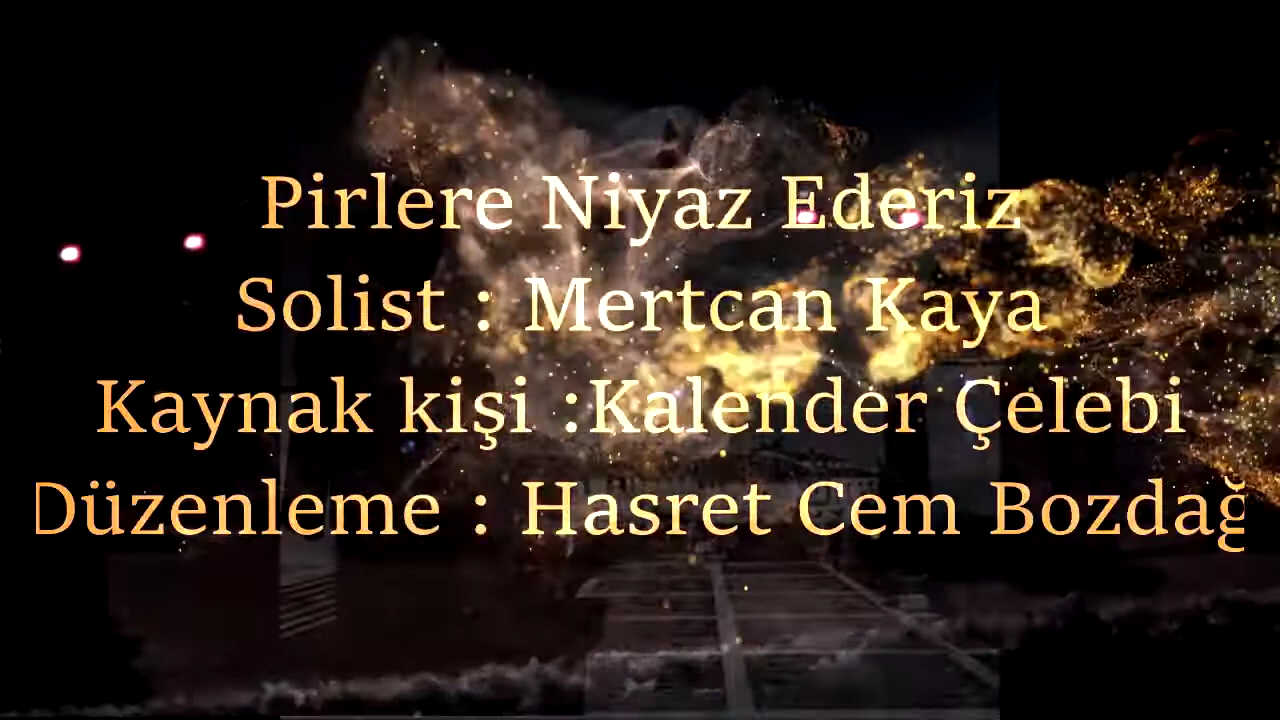 Pirlere Niyaz Ederiz
Solist : Mertcan Kaya
Kaynak kişi :Kalender Çelebi
Düzenleme : Hasret Cem Bozdağ